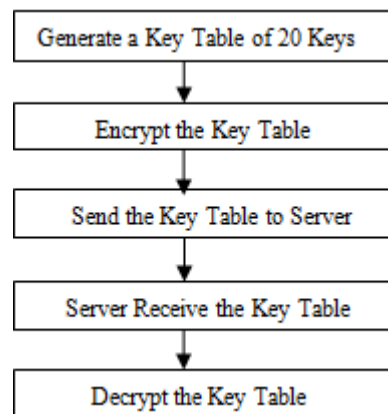 Generate a Key Table of 20 Keys
Encrypt the Key Table
Send the Key Table to Server
Server Receive the Key Table
Decrypt the Key Table